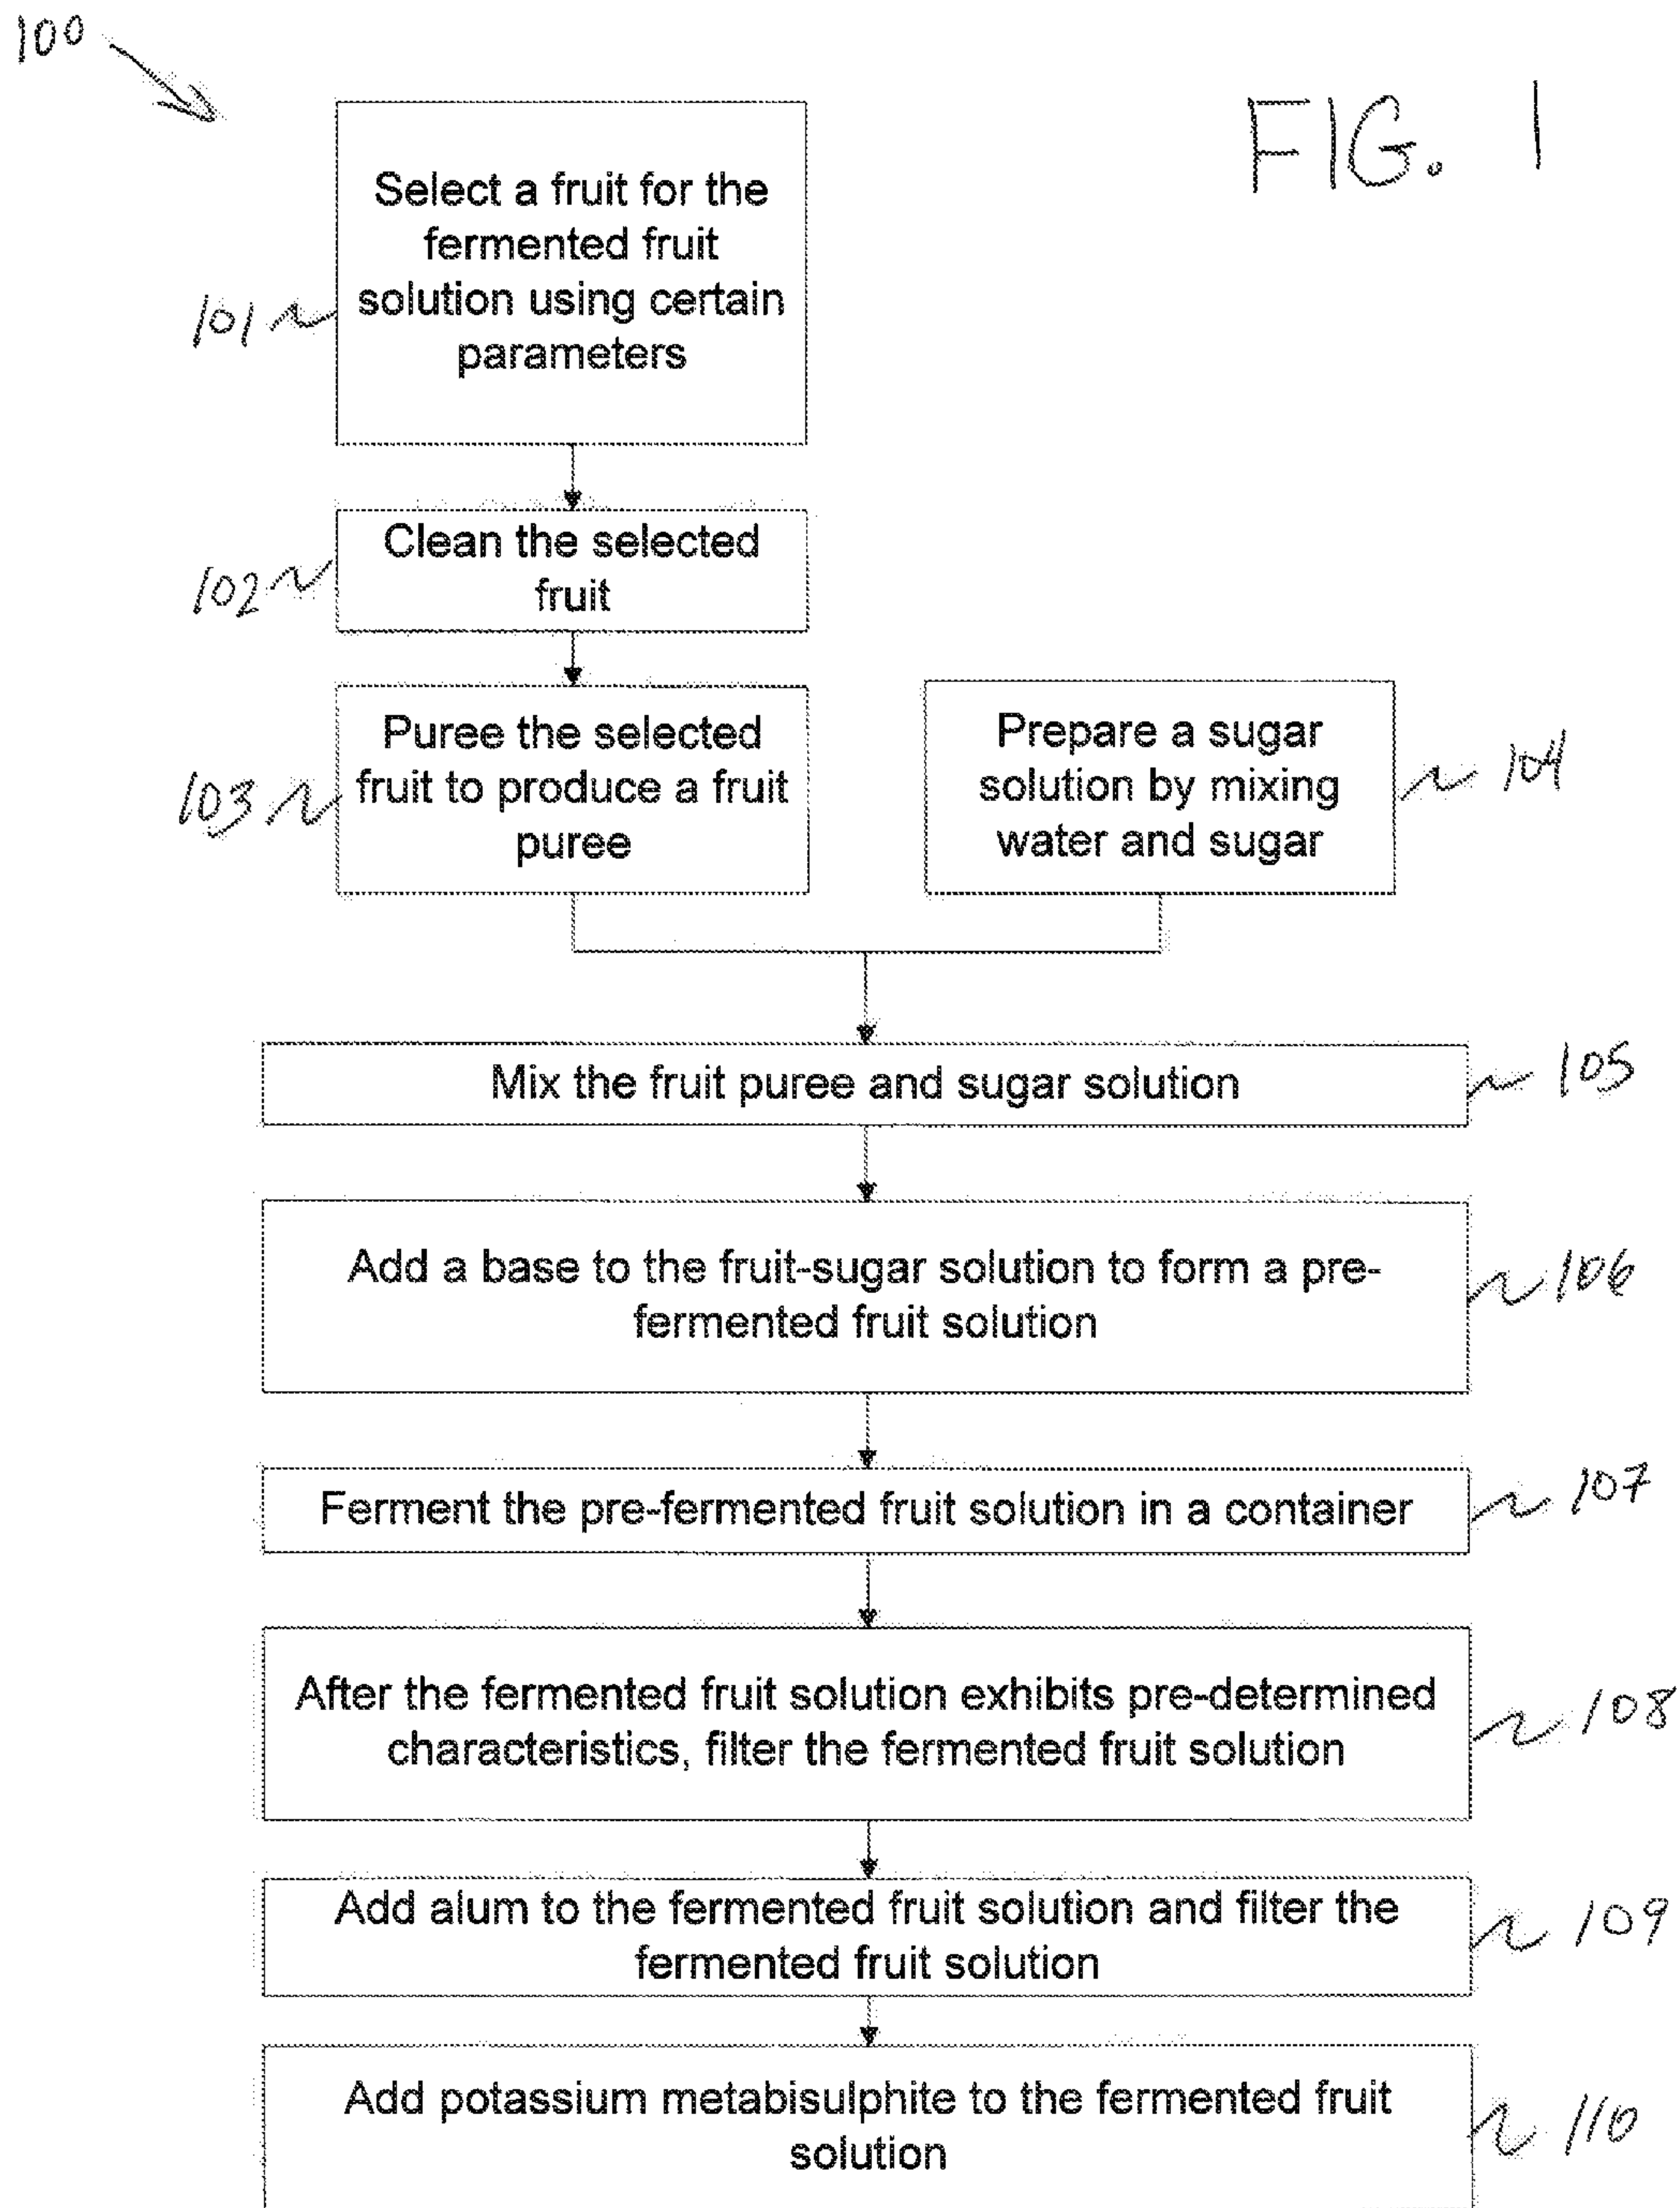 100
FIG. 1
Select a fruit for the
fermented fruit
solution using certain
parameters
101
Clean the selected
fruit
102
Puree the selected
fruit to produce a fruit
puree
103
Prepare a sugar
solution by mixing
water and sugar
104
Mix the fruit puree and sugar solution
105
Add a base to the fruit-sugar solution to form a pre-
fermented fruit solution
106
Ferment the pre-fermented fruit solution in a container
107
After the fermented fruit solution exhibits pre-determined
characteristics, filter the fermented fruit solution
108
Add alum to the fermented fruit solution and filter the
fermented fruit solution
109
Add potassium metabisulphite to the fermented fruit
solution
110